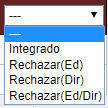 ---
---
Integrado
Rechazar(Ed)
Rechazar(Dir)
Rechazar(Ed/Dir)